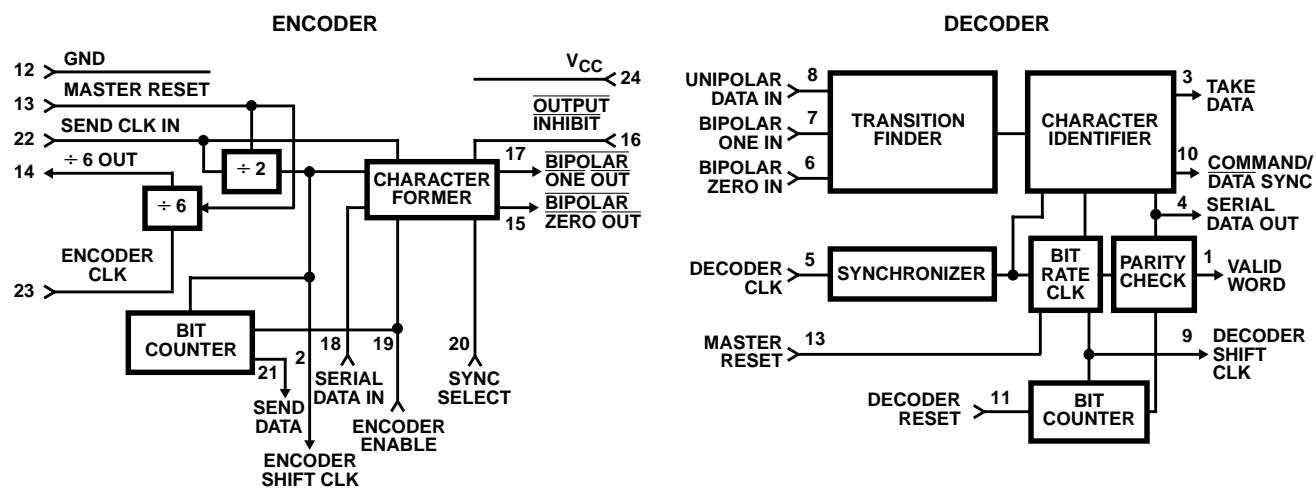 ENCODER
12
GND
VCC
24
13
MASTER RESET
OUTPUT
INHIBIT
16
22
SEND CLK IN
14
÷ 6 OUT
÷ 2
÷ 6
CHARACTER
FORMER
17
BIPOLAR
ONE OUT
15
BIPOLAR
ZERO OUT
23
ENCODER
CLK
BIT
COUNTER
21
SEND
DATA
2
ENCODER
SHIFT CLK
18
SERIAL
DATA IN
19
ENCODER
ENABLE
20
SYNC
SELECT
DECODER
UNIPOLAR
DATA IN
8
BIPOLAR
ONE IN
7
BIPOLAR
ZERO IN
6
TRANSITION
FINDER
CHARACTER
IDENTIFIER
3
TAKE
DATA
10
COMMAND/
DATA SYNC
4
SERIAL
DATA OUT
DECODER
CLK
5
SYNCHRONIZER
BIT
RATE
CLK
PARITY
CHECK
1
VALID
WORD
MASTER
RESET
13
9
DECODER
SHIFT
CLK
DECODER
RESET
11
BIT
COUNTER